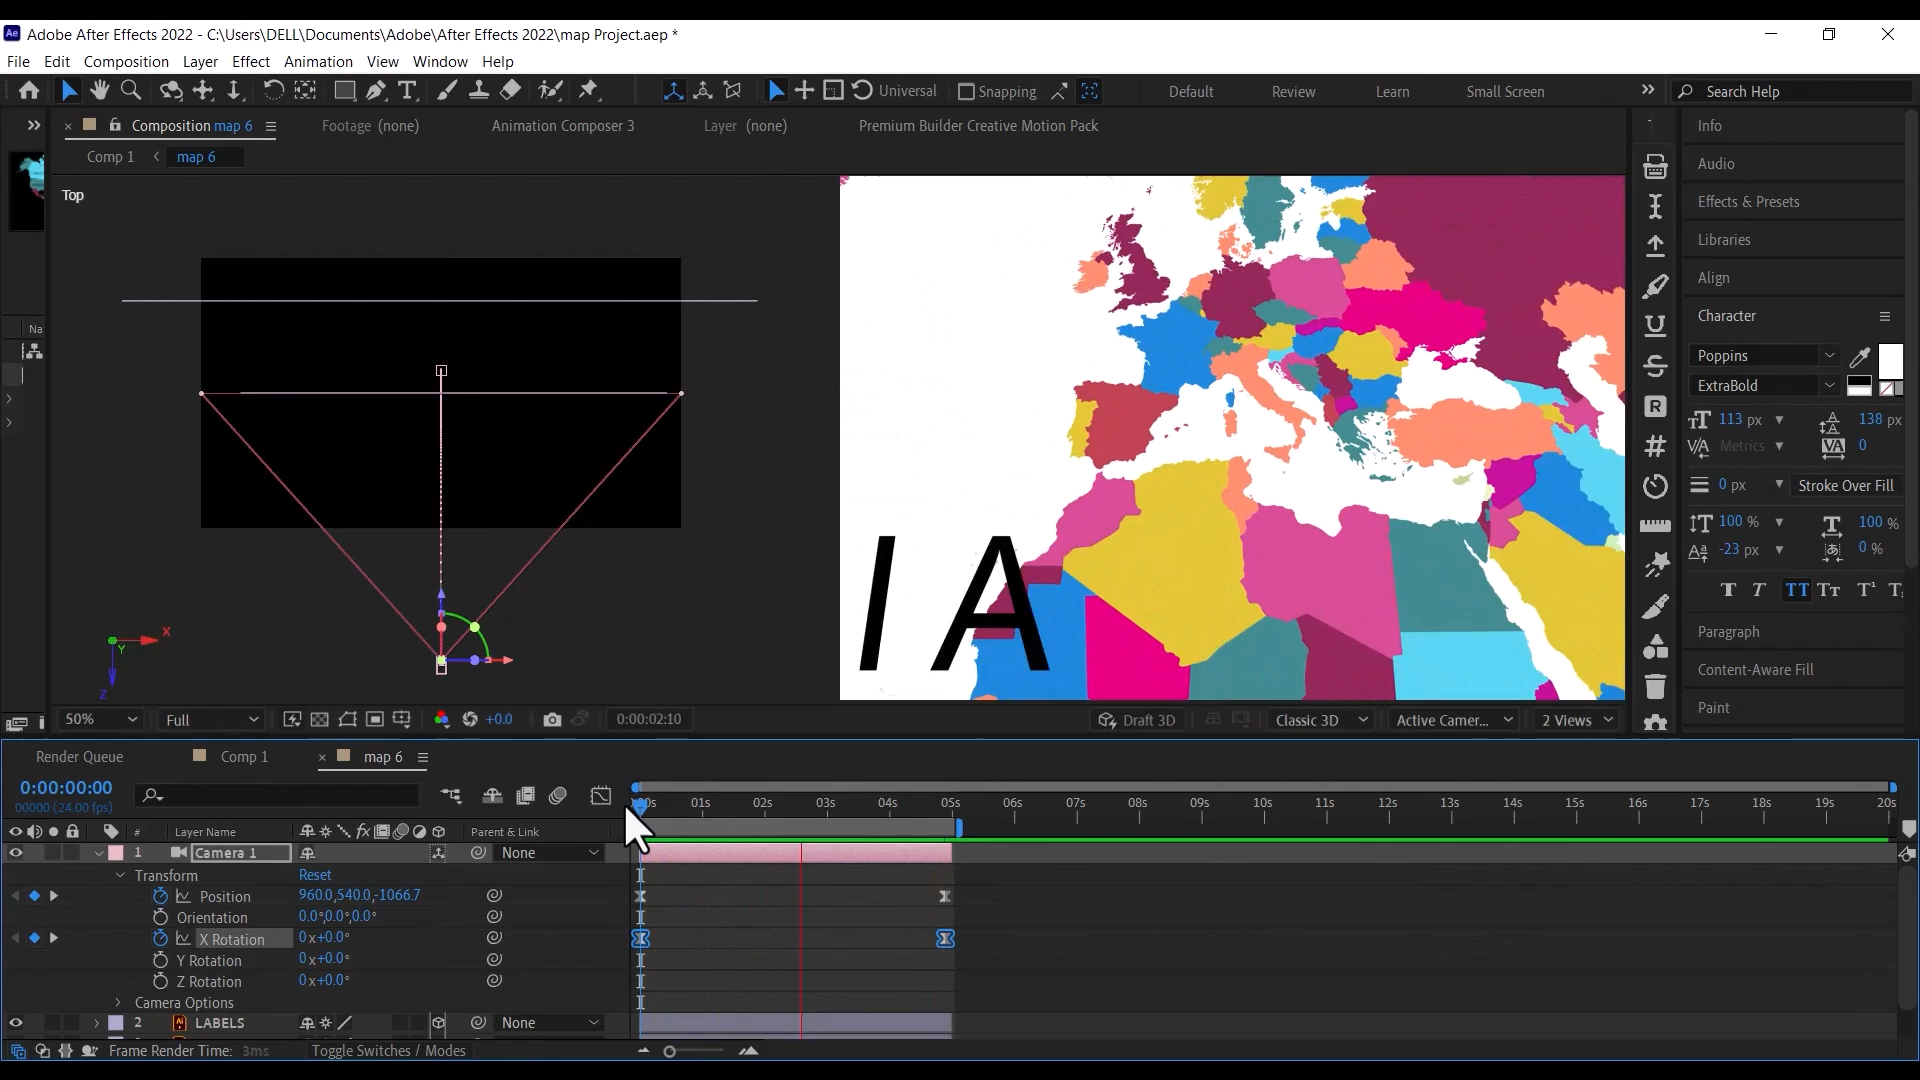 Ae Adobe After Effects 2022 - C:\Users\DELL\Documents\Adobe\After Effects 2022\map Project.aep *
File Edit Composition Layer Effect Animation View Window Help
Universal Snapping Default Review Learn Small Screen Search Help
Composition map 6 Footage (none) Animation Composer 3 Layer (none) Premium Builder Creative Motion Pack
Comp 1 map 6
Top
I A
X
Y
Z
50% Full +0.0 0:00:02:10 Draft 3D Classic 3D Active Camer... 2 Views
Na
Info
Audio
Effects & Presets
Libraries
Align
Character
Poppins
ExtraBold
113 px 138 px
Metrics 0
0 px Stroke Over Fill
100 % 100 %
-23 px 0 %
T T TT TT T¹ T
Paragraph
Content-Aware Fill
Paint
Render Queue Comp 1 map 6
0:00:00:00
00000 (24.00 fps)
00s 01s 02s 03s 04s 05s 06s 07s 08s 09s 10s 11s 12s 13s 14s 15s 16s 17s 18s 19s 20s
# Layer Name Parent & Link
1 Camera 1 None
Transform Reset
Position 960.0,540.0,-1066.7
Orientation 0.0°,0.0°,0.0°
X Rotation 0x+0.0°
Y Rotation 0x+0.0°
Z Rotation 0x+0.0°
Camera Options
2 Ai LABELS None
Frame Render Time: 3ms Toggle Switches / Modes